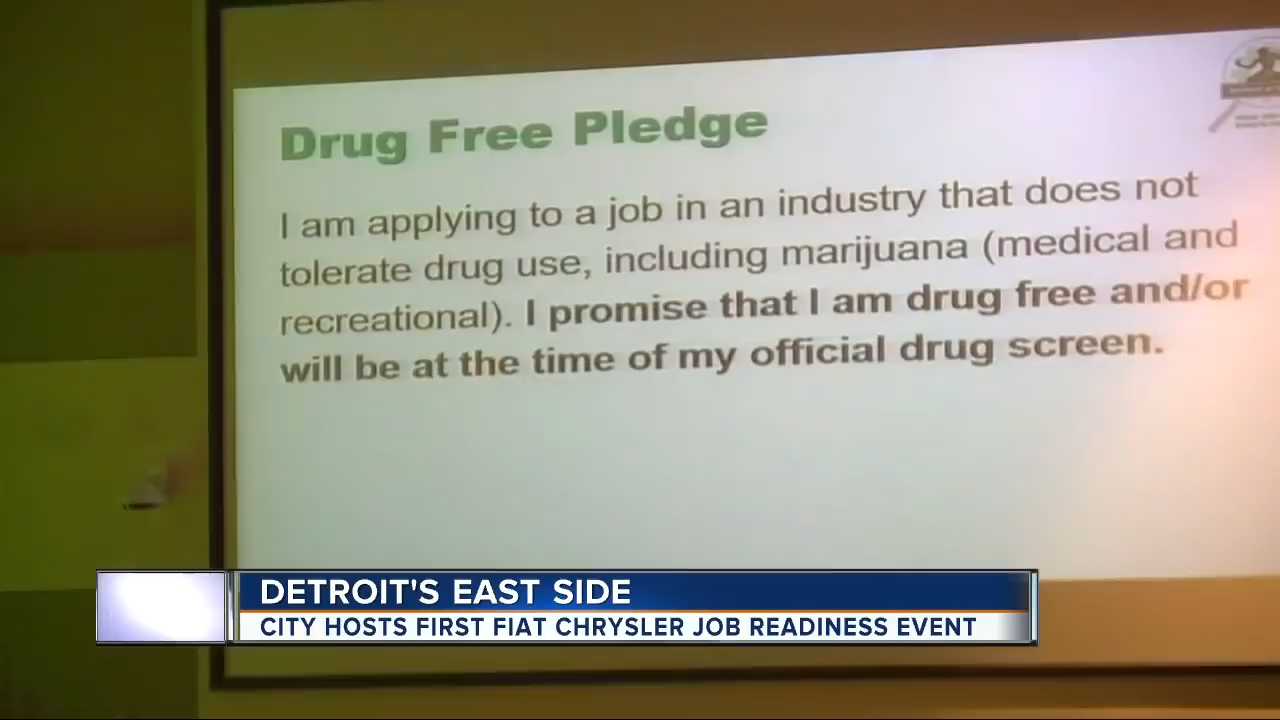 Drug Free Pledge
I am applying to a job in an industry that does not
tolerate drug use, including marijuana (medical and
recreational). I promise that I am drug free and/or
will be at the time of my official drug screen.
DETROIT'S EAST SIDE
CITY HOSTS FIRST FIAT CHRYSLER JOB READINESS EVENT